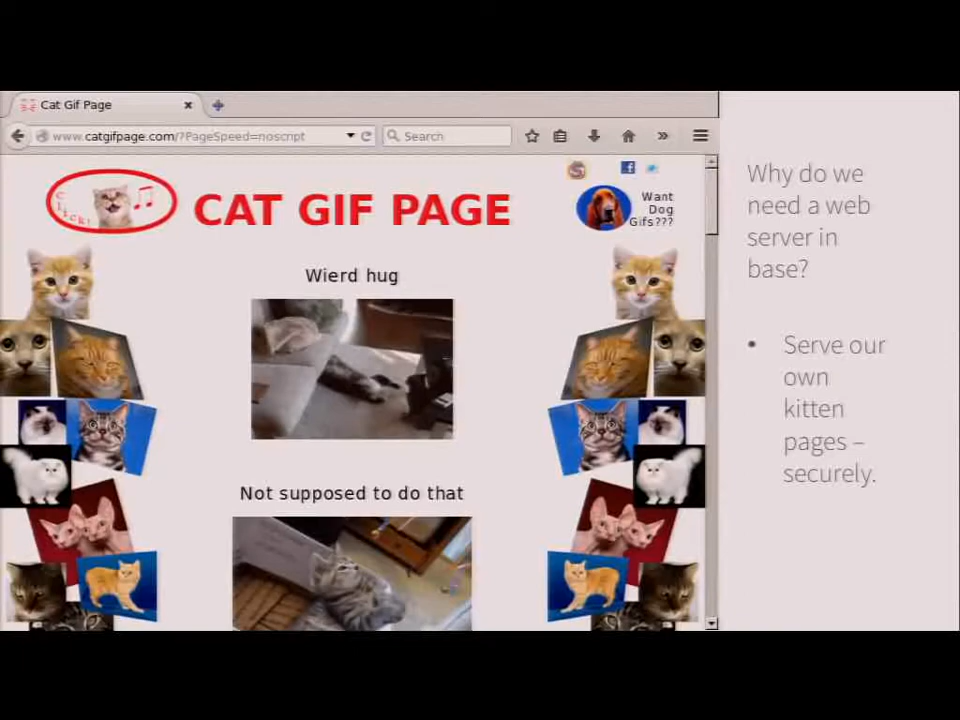 Cat Gif Page
www.catgifpage.com/?PageSpeed=noscript
Search
Click!
CAT GIF PAGE
Want
Dog
Gifs???
Wierd hug
Not supposed to do that
Why do we
need a web
server in
base?
• Serve our
own
kitten
pages –
securely.